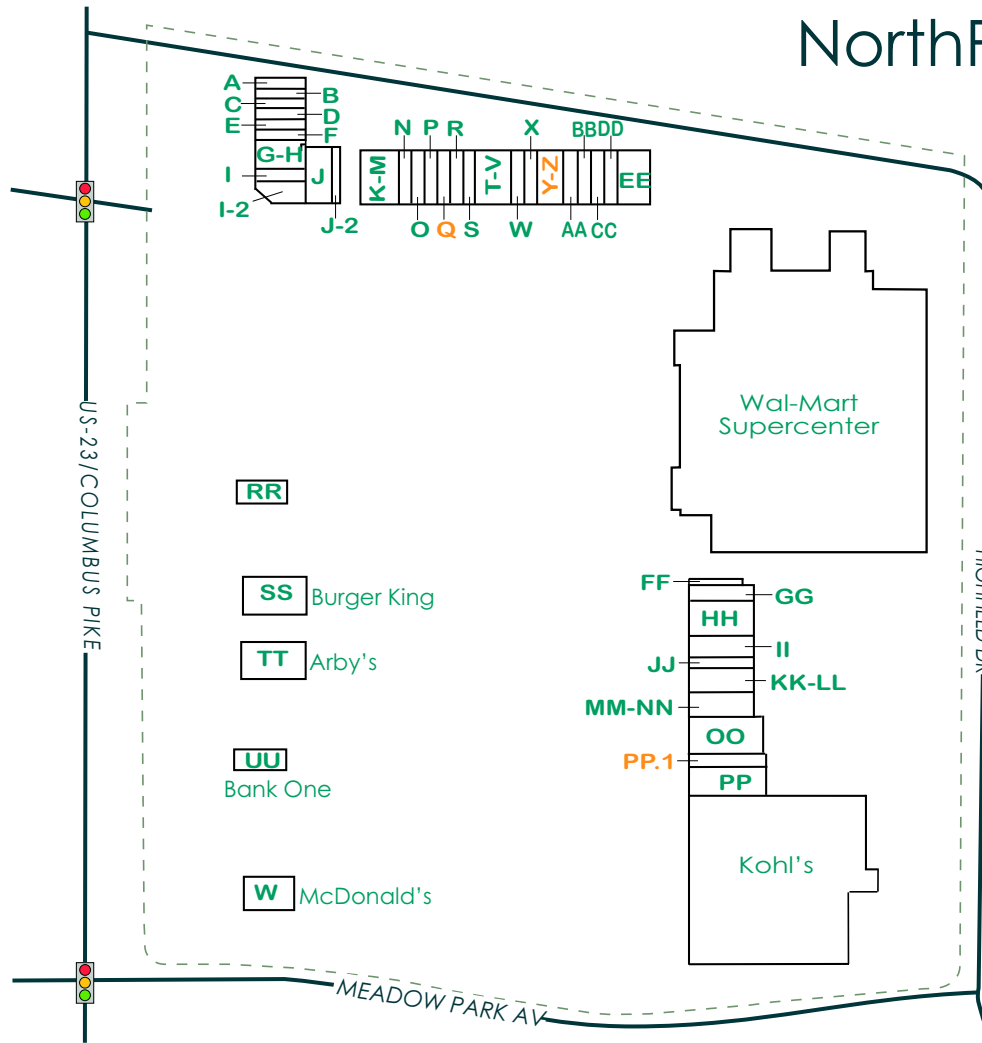 NorthP
A
B
C
D
E
F
G-H
I
J
I-2
J-2
N P R X BB DD
K-M T-V Y-Z EE
O Q S W AA CC
Wal-Mart
Supercenter
US-23/COLUMBUS PIKE
RR
FF
SS Burger King
GG
HH
II
TT Arby's
JJ
KK-LL
MM-NN
OO
UU
PP.1
PP
Bank One
Kohl's
W McDonald's
MEADOW PARK AV